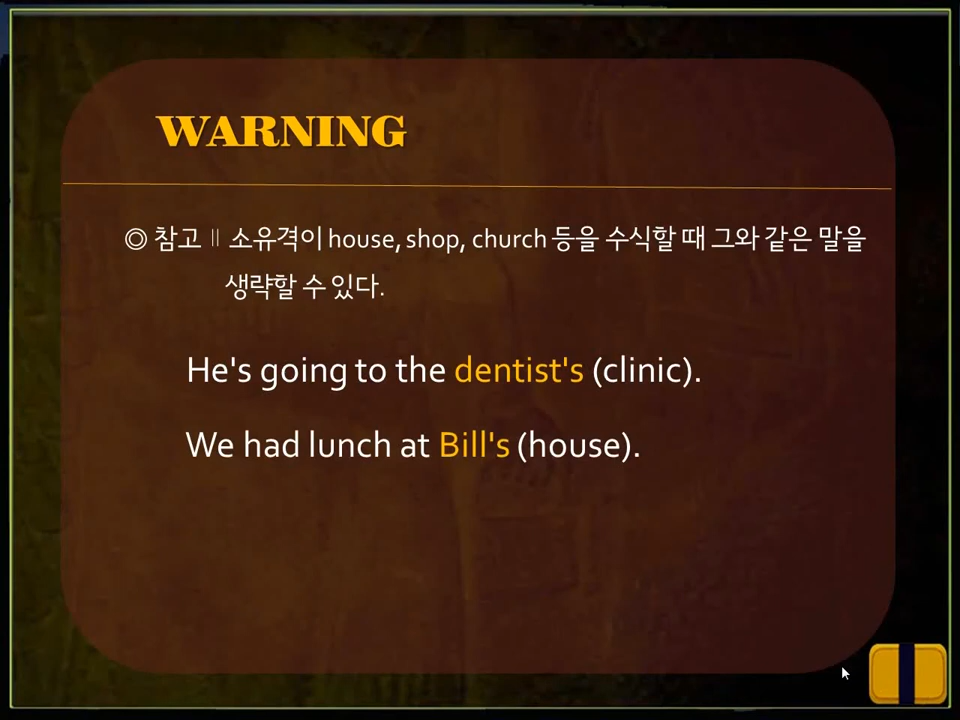 WARNING
◎ 참고 ∥ 소유격이 house, shop, church 등을 수식할 때 그와 같은 말을
생략할 수 있다.
He's going to the dentist's (clinic).
We had lunch at Bill's (house).